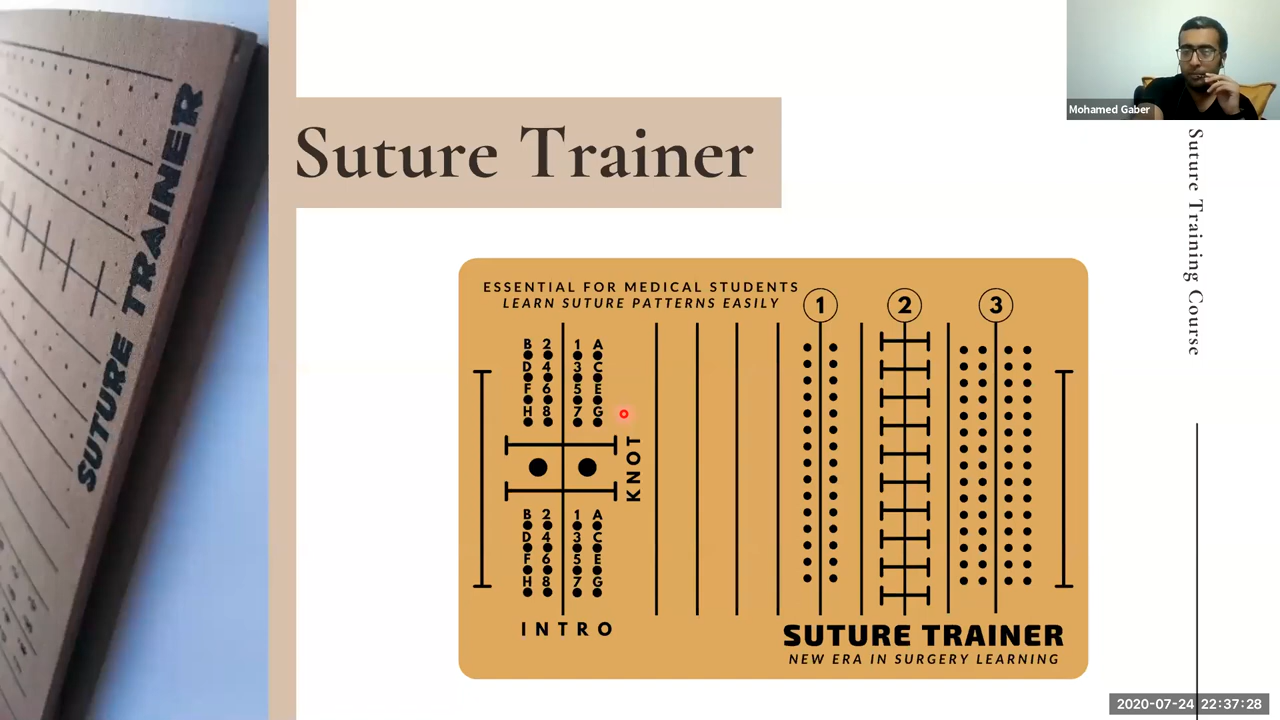 SUTURE TRAINER
Suture Trainer
Mohamed Gaber
Suture Training Course
ESSENTIAL FOR MEDICAL STUDENTS
LEARN SUTURE PATTERNS EASILY
1
2
3
B 2 1 A
D 4 3 C
F 6 5 E
H 8 7 G
KNOT
B 2 1 A
D 4 3 C
F 6 5 E
H 8 7 G
INTRO
SUTURE TRAINER
NEW ERA IN SURGERY LEARNING
2020-07-24 22:37:28